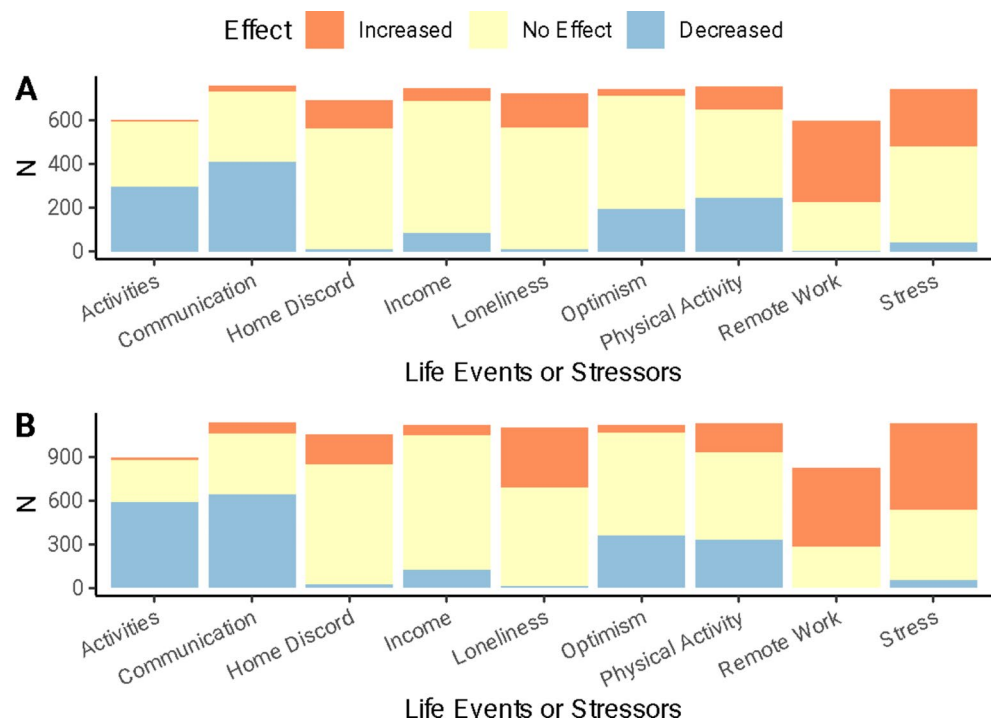 Effect Increased No Effect Decreased
A
N
600
400
200
0
Activities Communication Home Discord Income Loneliness Optimism Physical Activity Remote Work Stress
Life Events or Stressors
B
N
900
600
300
0
Activities Communication Home Discord Income Loneliness Optimism Physical Activity Remote Work Stress
Life Events or Stressors